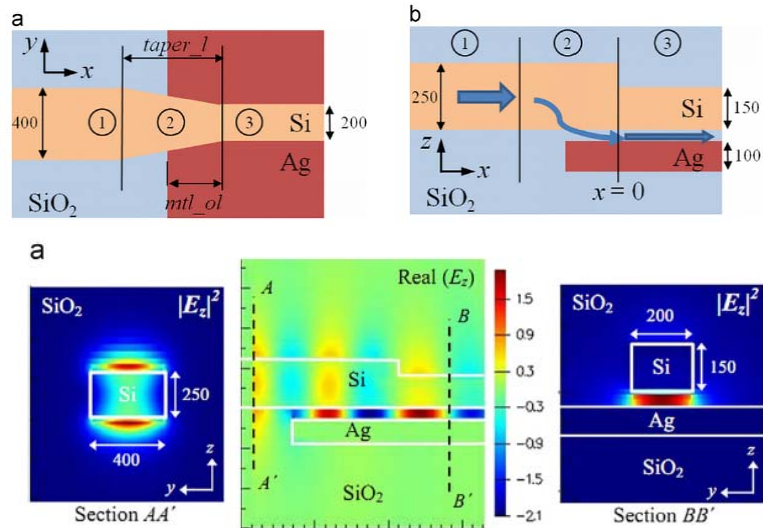 a
y
x
taper_l
400
1
2
3
Si
200
Ag
mtl_ol
SiO2
b
1
2
3
250
Si
150
z
x
Ag
100
x = 0
SiO2
a
SiO2
|Ez|²
Si
250
400
z
y
Section AA′
Real (Ez)
A
B
Si
Ag
A′
B′
SiO2
1.5
0.9
0.3
-0.3
-0.9
-1.5
-2.1
SiO2
|Ez|²
200
Si
150
Ag
SiO2
z
y
Section BB′